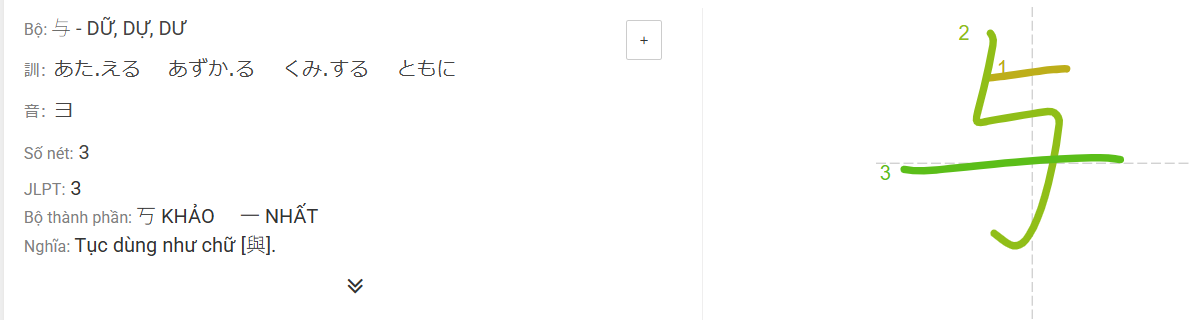 Bộ: 与 - DỮ, DỰ, DƯ
+
訓: あた.える あずか.る くみ.する ともに
音: ヨ
Số nét: 3
JLPT: 3
Bộ thành phần: 丂 KHẢO 一 NHẤT
Nghĩa: Tục dùng như chữ [與].
与
1
2
3